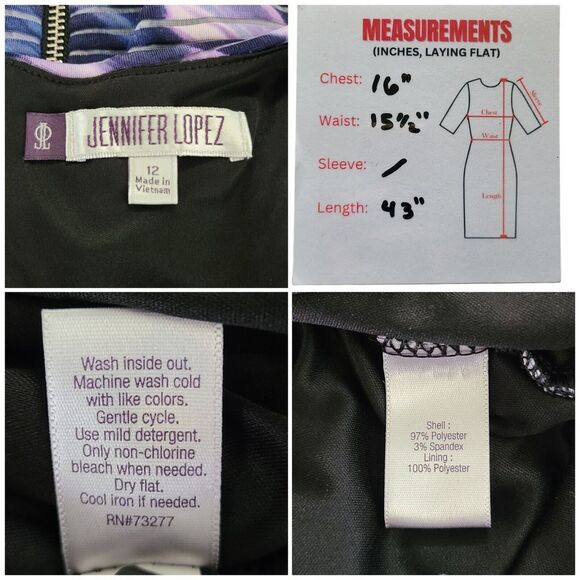 JL
JENNIFER LOPEZ
12
Made in
Vietnam
MEASUREMENTS
(INCHES, LAYING FLAT)
Chest: 16"
Waist: 15½"
Sleeve: /
Length: 43"
Sleeve
Chest
Waist
Length
Wash inside out.
Machine wash cold
with like colors.
Gentle cycle.
Use mild detergent.
Only non-chlorine
bleach when needed.
Dry flat.
Cool iron if needed.
RN#73277
Shell :
97% Polyester
3% Spandex
Lining :
100% Polyester